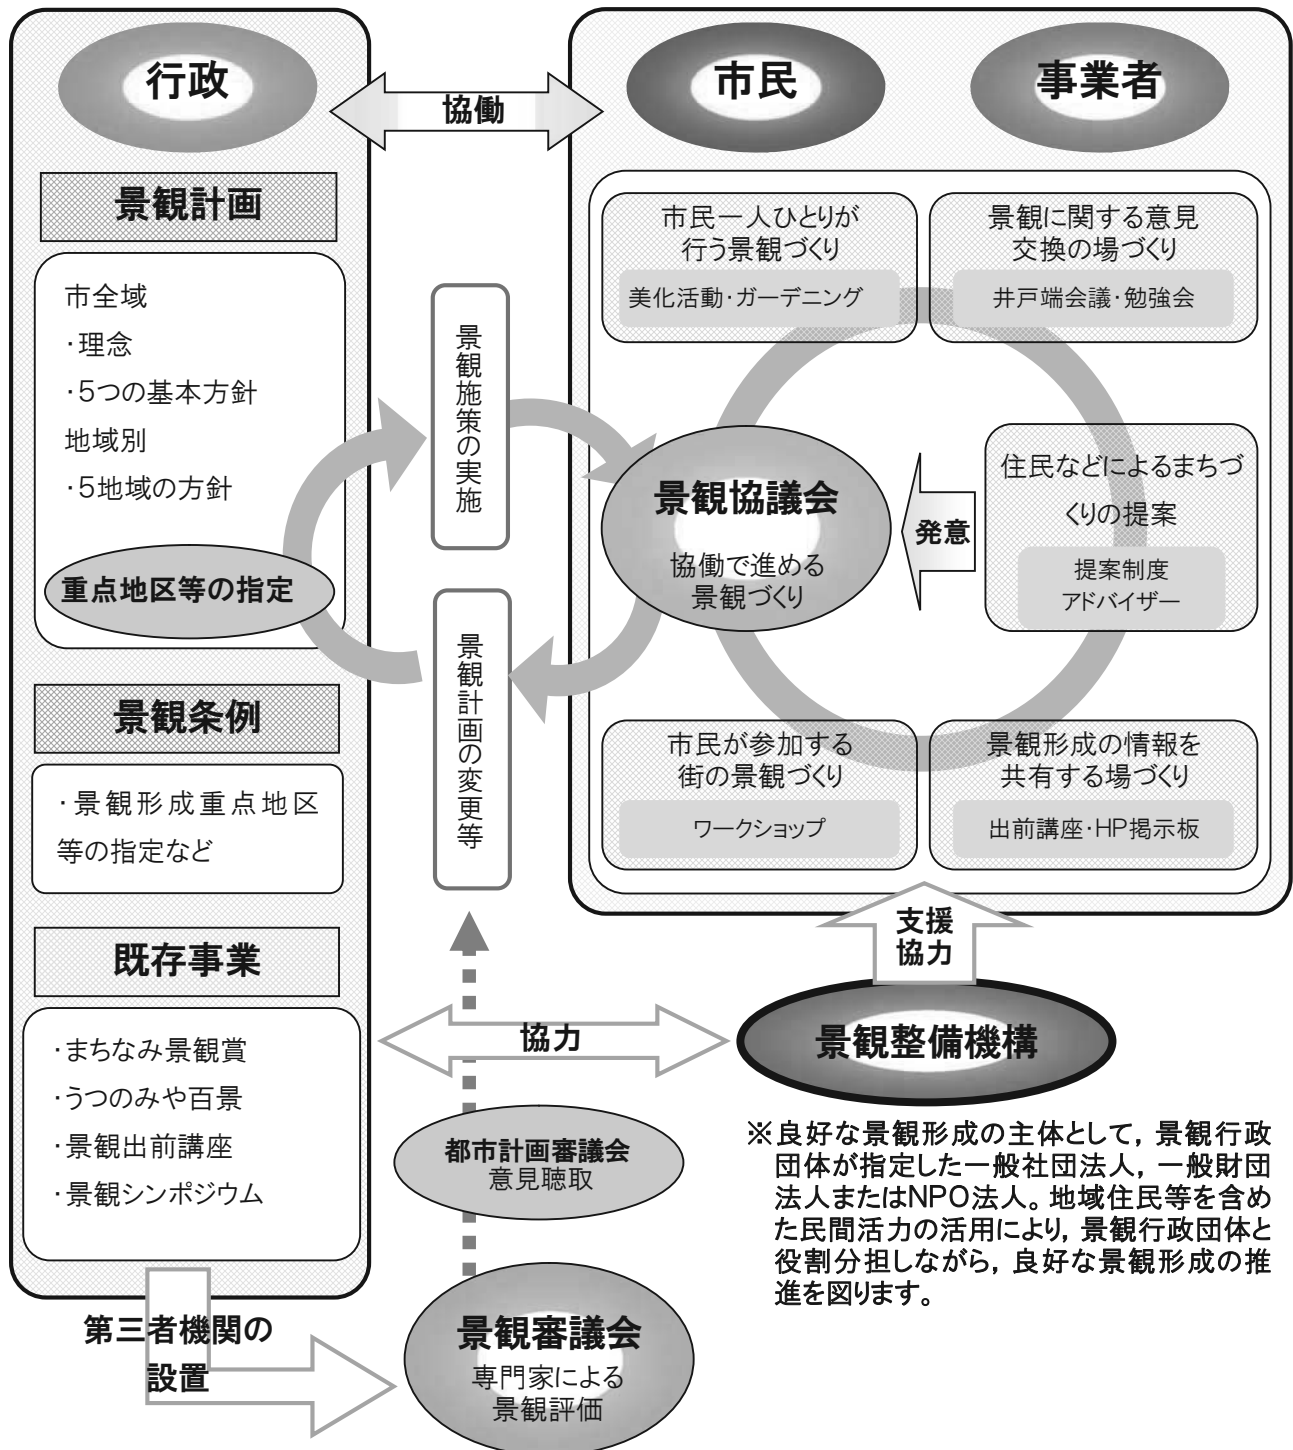 行政
協働
市民
事業者
景観計画
市全域
・理念
・5つの基本方針
地域別
・5地域の方針
重点地区等の指定
景観条例
・景観形成重点地区
等の指定など
既存事業
・まちなみ景観賞
・うつのみや百景
・景観出前講座
・景観シンポジウム
第三者機関の
設置
景観施策の実施
景観計画の変更等
市民一人ひとりが
行う景観づくり
美化活動・ガーデニング
景観に関する意見
交換の場づくり
井戸端会議・勉強会
景観協議会
協働で進める
景観づくり
発意
住民などによるまちづ
くりの提案
提案制度
アドバイザー
市民が参加する
街の景観づくり
ワークショップ
景観形成の情報を
共有する場づくり
出前講座・HP掲示板
支援
協力
協力
景観整備機構
都市計画審議会
意見聴取
景観審議会
専門家による
景観評価
※良好な景観形成の主体として，景観行政
団体が指定した一般社団法人，一般財団
法人またはNPO法人。地域住民等を含め
た民間活力の活用により，景観行政団体と
役割分担しながら，良好な景観形成の推
進を図ります。